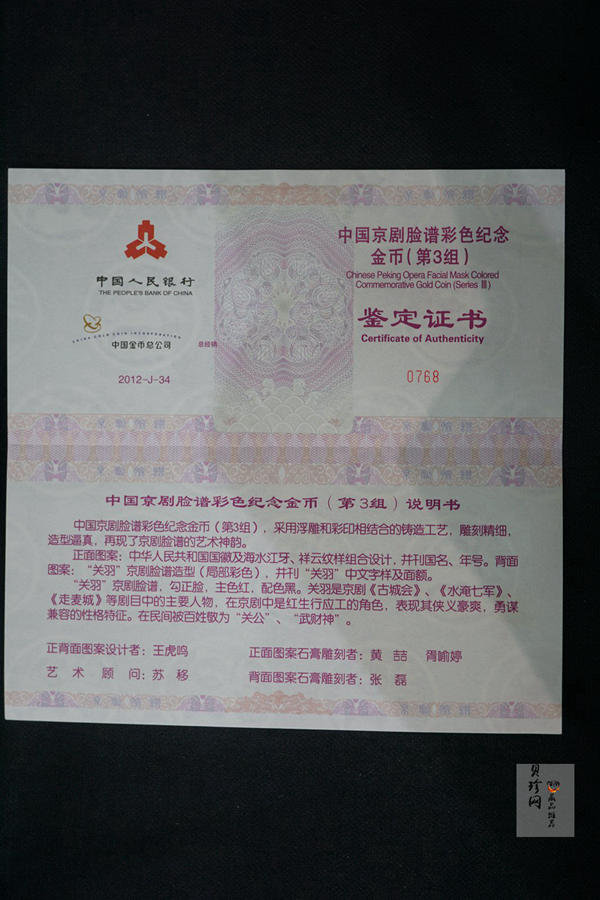 中国人民银行
THE PEOPLE'S BANK OF CHINA
CHINA GOLD COIN INCORPORATION
中国金币总公司
总经销
2012-J-34
中国京剧脸谱彩色纪念
金币(第3组)
Chinese Peking Opera Facial Mask Colored
Commemorative Gold Coin (Series Ⅲ)
鉴定证书
Certificate of Authenticity
0768
中国京剧脸谱彩色纪念金币(第3组)说明书
中国京剧脸谱彩色纪念金币(第3组),采用浮雕和彩印相结合的铸造工艺,雕刻精细,
造型逼真,再现了京剧脸谱的艺术神韵。
正面图案:中华人民共和国国徽及海水江牙、祥云纹样组合设计,并刊国名、年号。背面
图案:“关羽”京剧脸谱造型(局部彩色),并刊“关羽”中文字样及面额。
“关羽”京剧脸谱,勾正脸,主色红,配色黑。关羽是京剧《古城会》、《水淹七军》、
《走麦城》等剧目中的主要人物,在京剧中是红生行应工的角色,表现其侠义豪爽,勇谋
兼容的性格特征。在民间被百姓敬为“关公”、“武财神”。
正背面图案设计者:王虎鸣
正面图案石膏雕刻者:黄 喆 胥喻婷
艺术顾问:苏 移
背面图案石膏雕刻者:张 磊
贝珍网
藏品雅石